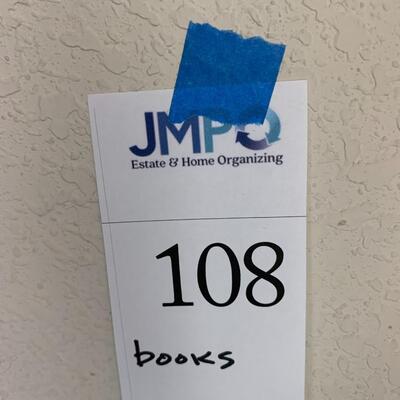 JMPO
Estate & Home Organizing
108
books